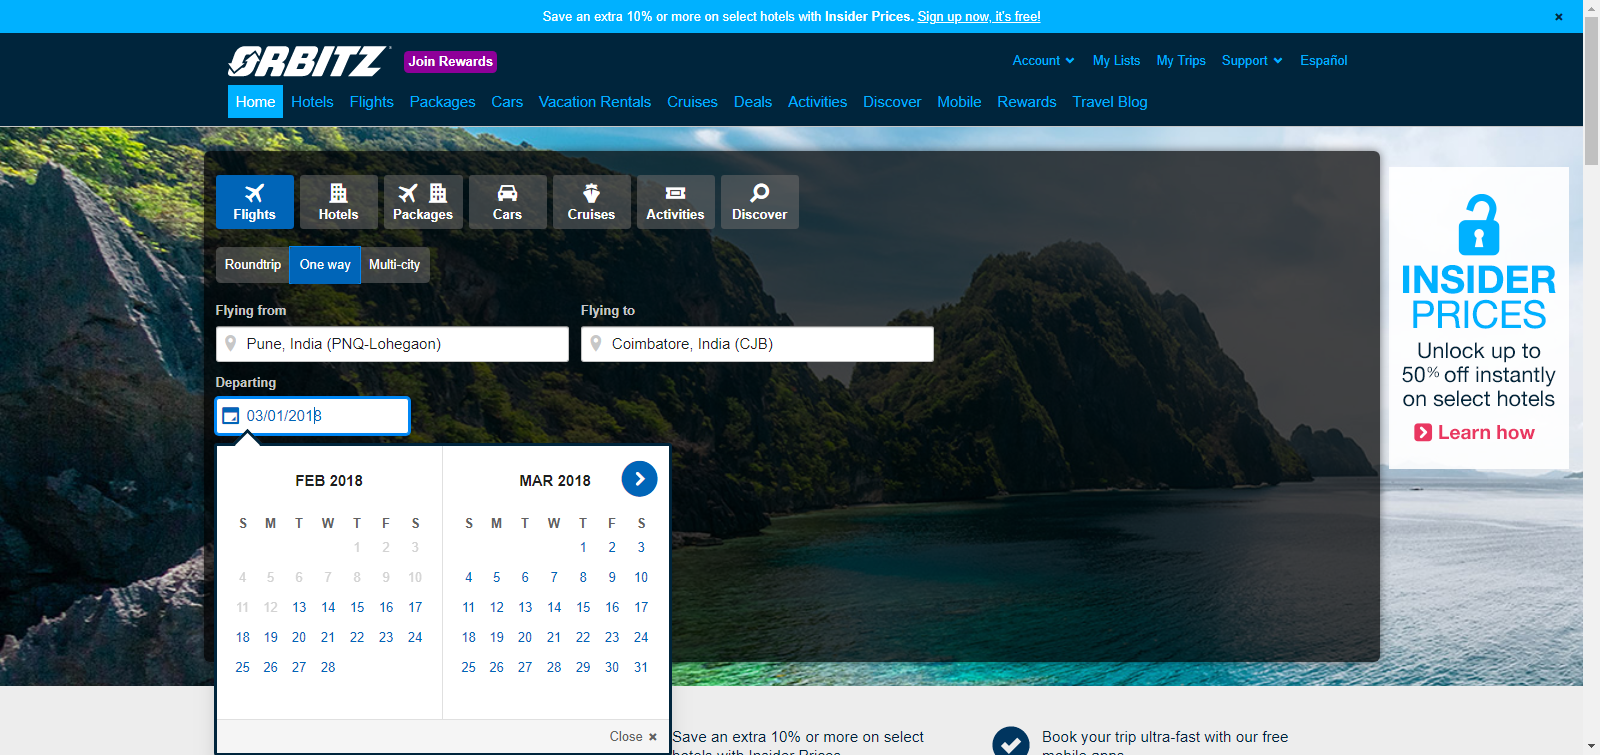 Save an extra 10% or more on select hotels with Insider Prices. Sign up now, it's free!
ORBITZ Join Rewards
Account My Lists My Trips Support Español
Home Hotels Flights Packages Cars Vacation Rentals Cruises Deals Activities Discover Mobile Rewards Travel Blog
Flights Hotels Packages Cars Cruises Activities Discover
Roundtrip One way Multi-city
Flying from Flying to
Pune, India (PNQ-Lohegaon) Coimbatore, India (CJB)
Departing
03/01/2018
FEB 2018 MAR 2018
S M T W T F S S M T W T F S
1 2 3 1 2 3
4 5 6 7 8 9 10 4 5 6 7 8 9 10
11 12 13 14 15 16 17 11 12 13 14 15 16 17
18 19 20 21 22 23 24 18 19 20 21 22 23 24
25 26 27 28 25 26 27 28 29 30 31
Close ×
INSIDER
PRICES
Unlock up to
50% off instantly
on select hotels
Learn how
Save an extra 10% or more on select
hotels with Insider Prices
Book your trip ultra-fast with our free
mobile apps